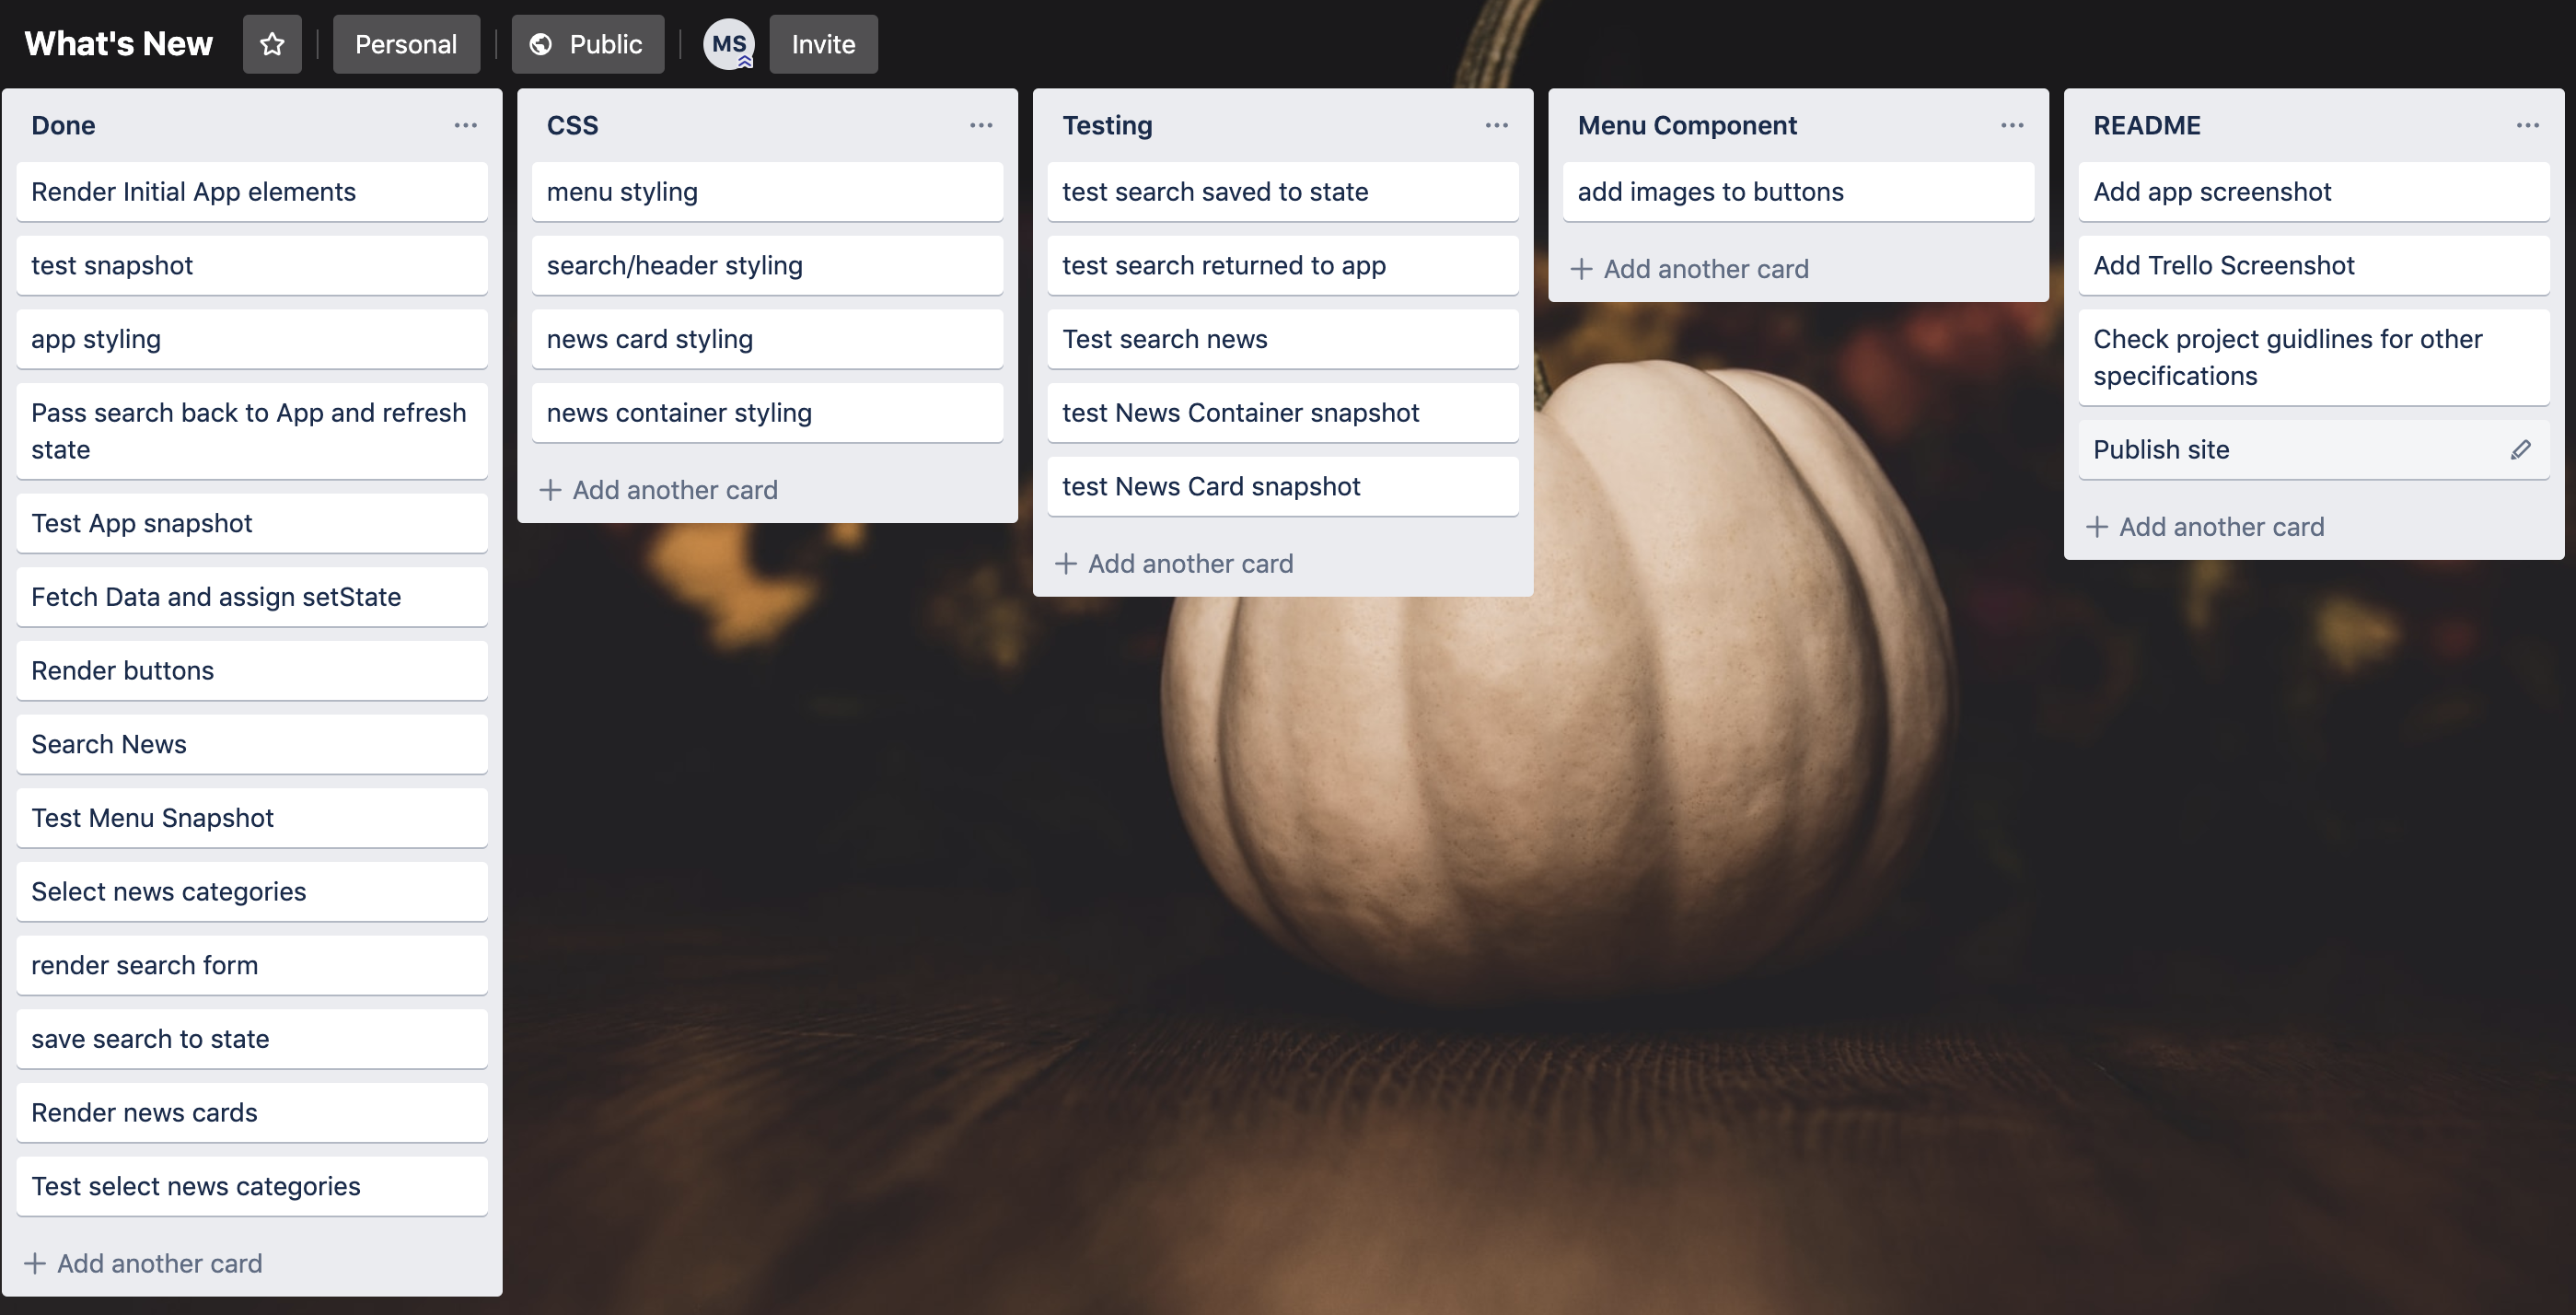 What's New
Personal
Public
MS
Invite
Done
Render Initial App elements
test snapshot
app styling
Pass search back to App and refresh
state
Test App snapshot
Fetch Data and assign setState
Render buttons
Search News
Test Menu Snapshot
Select news categories
render search form
save search to state
Render news cards
Test select news categories
Add another card
CSS
menu styling
search/header styling
news card styling
news container styling
Add another card
Testing
test search saved to state
test search returned to app
Test search news
test News Container snapshot
test News Card snapshot
Add another card
Menu Component
add images to buttons
Add another card
README
Add app screenshot
Add Trello Screenshot
Check project guidlines for other
specifications
Publish site
Add another card